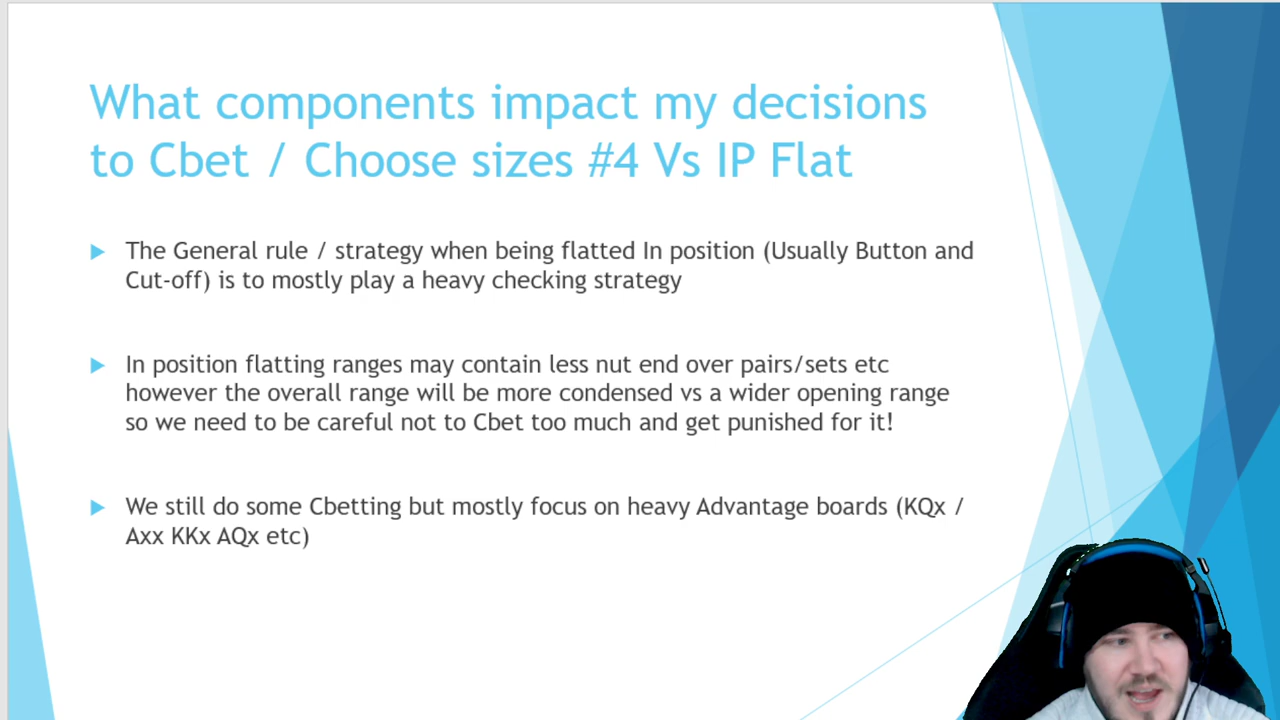 What components impact my decisions
to Cbet / Choose sizes #4 Vs IP Flat
The General rule / strategy when being flatted In position (Usually Button and
Cut-off) is to mostly play a heavy checking strategy
In position flatting ranges may contain less nut end over pairs/sets etc
however the overall range will be more condensed vs a wider opening range
so we need to be careful not to Cbet too much and get punished for it!
We still do some Cbetting but mostly focus on heavy Advantage boards (KQx /
Axx KKx AQx etc)